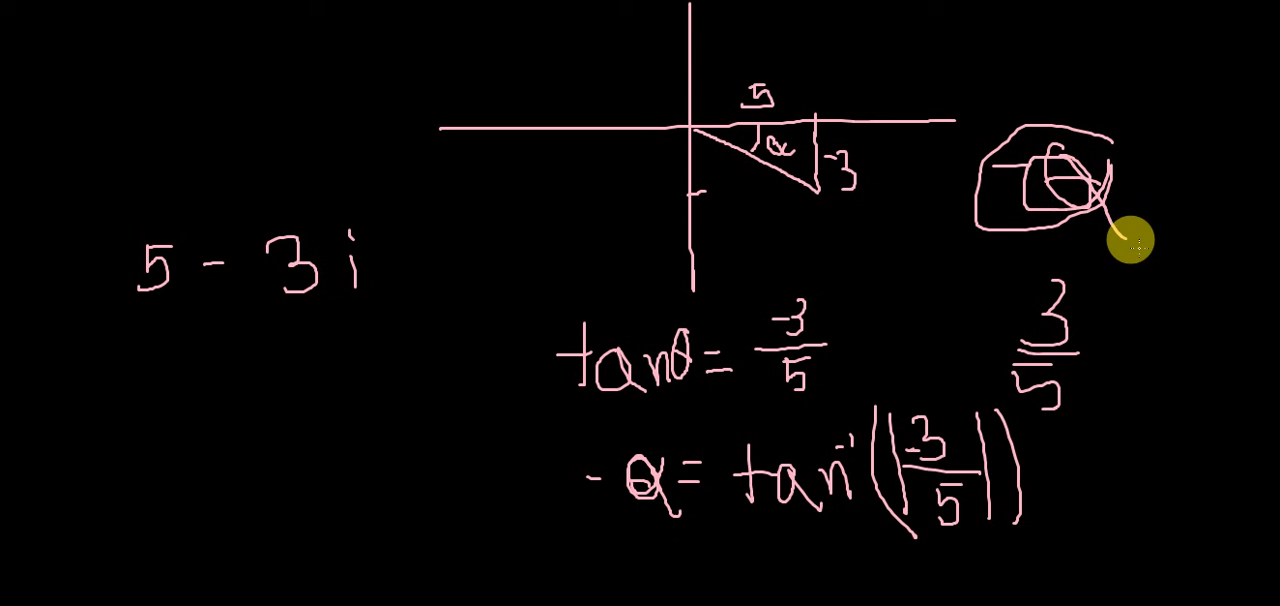 5
α
-3
5 - 3i
tanθ = -3/5
3/5
- α = tan⁻¹(|-3/5|)